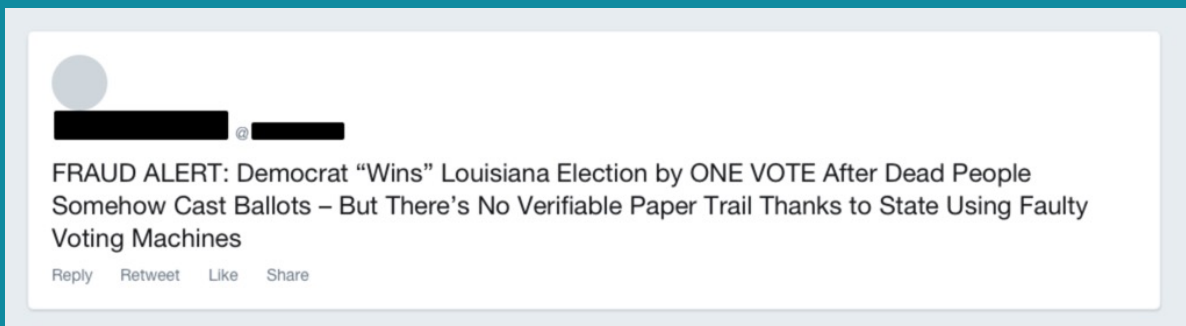 @
FRAUD ALERT: Democrat “Wins” Louisiana Election by ONE VOTE After Dead People
Somehow Cast Ballots – But There’s No Verifiable Paper Trail Thanks to State Using Faulty
Voting Machines
Reply Retweet Like Share